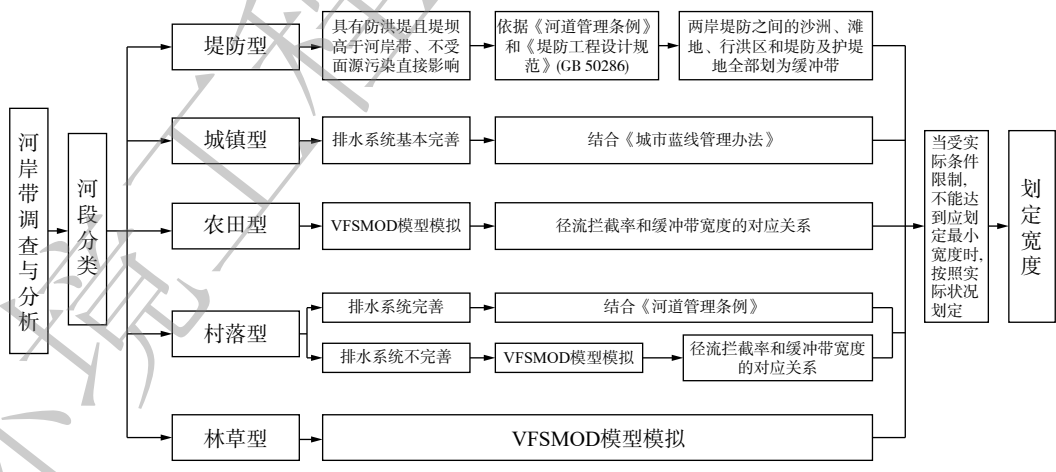 河岸带调查与分析
河段分类
堤防型
具有防洪堤且堤坝
高于河岸带、不受
面源污染直接影响
依据《河道管理条例》
和《堤防工程设计规
范》(GB 50286)
两岸堤防之间的沙洲、滩
地、行洪区和堤防及护堤
地全部划为缓冲带
城镇型
排水系统基本完善
结合《城市蓝线管理办法》
农田型
VFSMOD模型模拟
径流拦截率和缓冲带宽度的对应关系
村落型
排水系统完善
结合《河道管理条例》
排水系统不完善
VFSMOD模型模拟
径流拦截率和缓冲带宽度
的对应关系
林草型
VFSMOD模型模拟
当受实
际条件
限制,
不能达
到应划
定最小
宽度时,
按照实
际状况
划定
划定宽度
环境工程